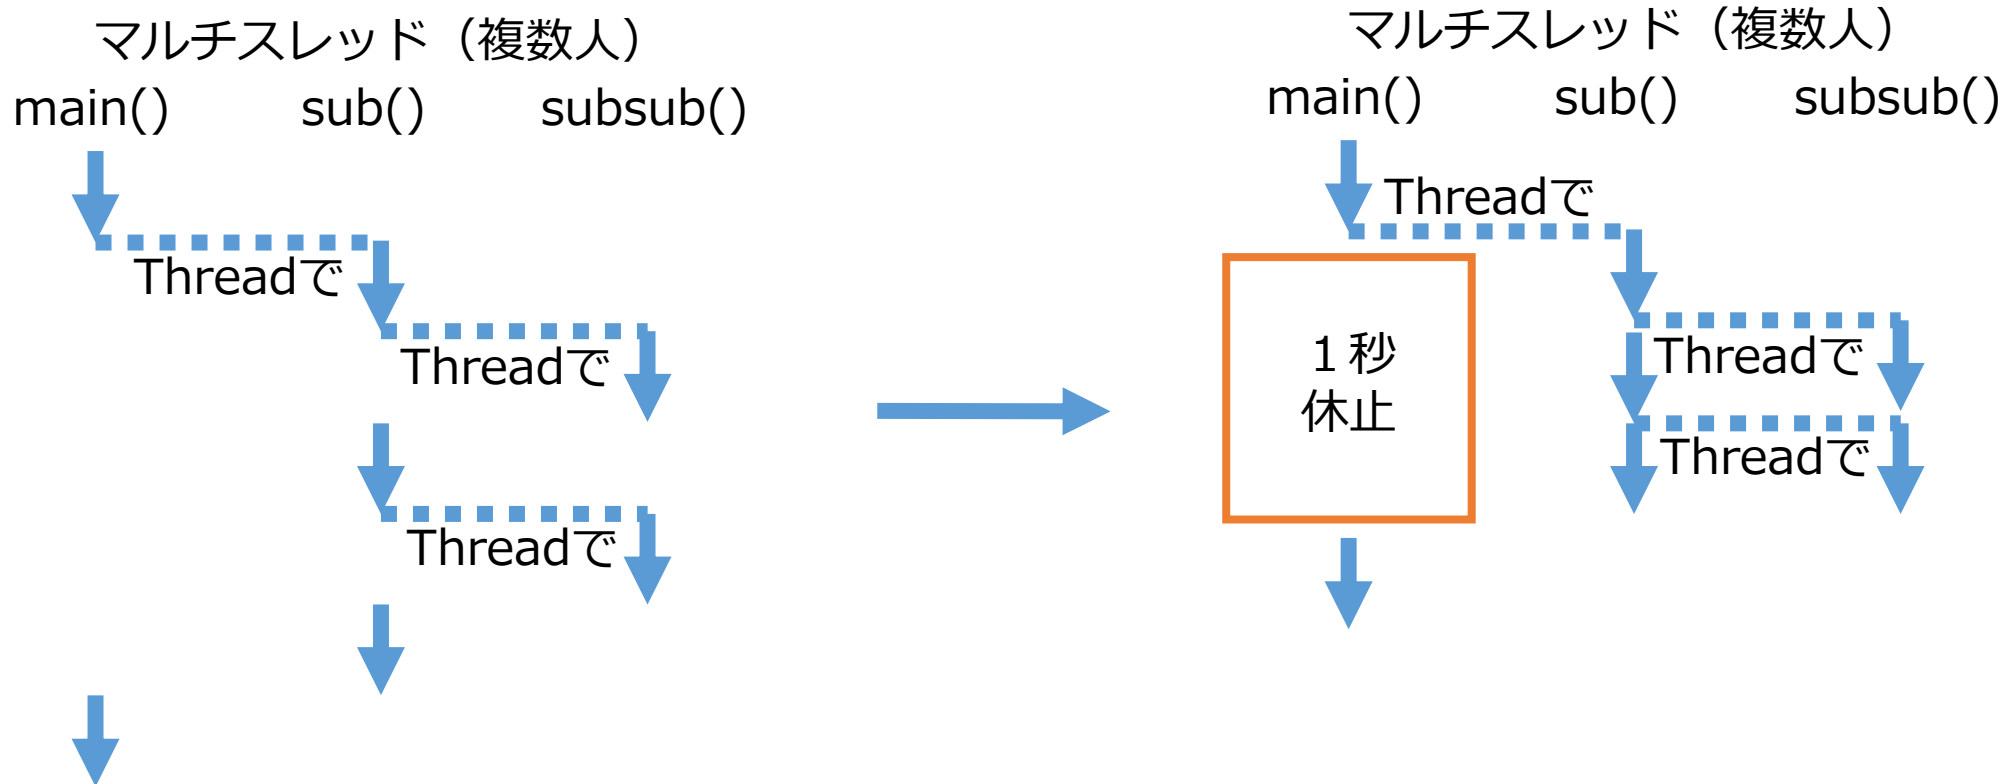 マルチスレッド（複数人）
main() sub() subsub()
Threadで
Threadで
Threadで
マルチスレッド（複数人）
main() sub() subsub()
Threadで
１秒
休止
Threadで
Threadで